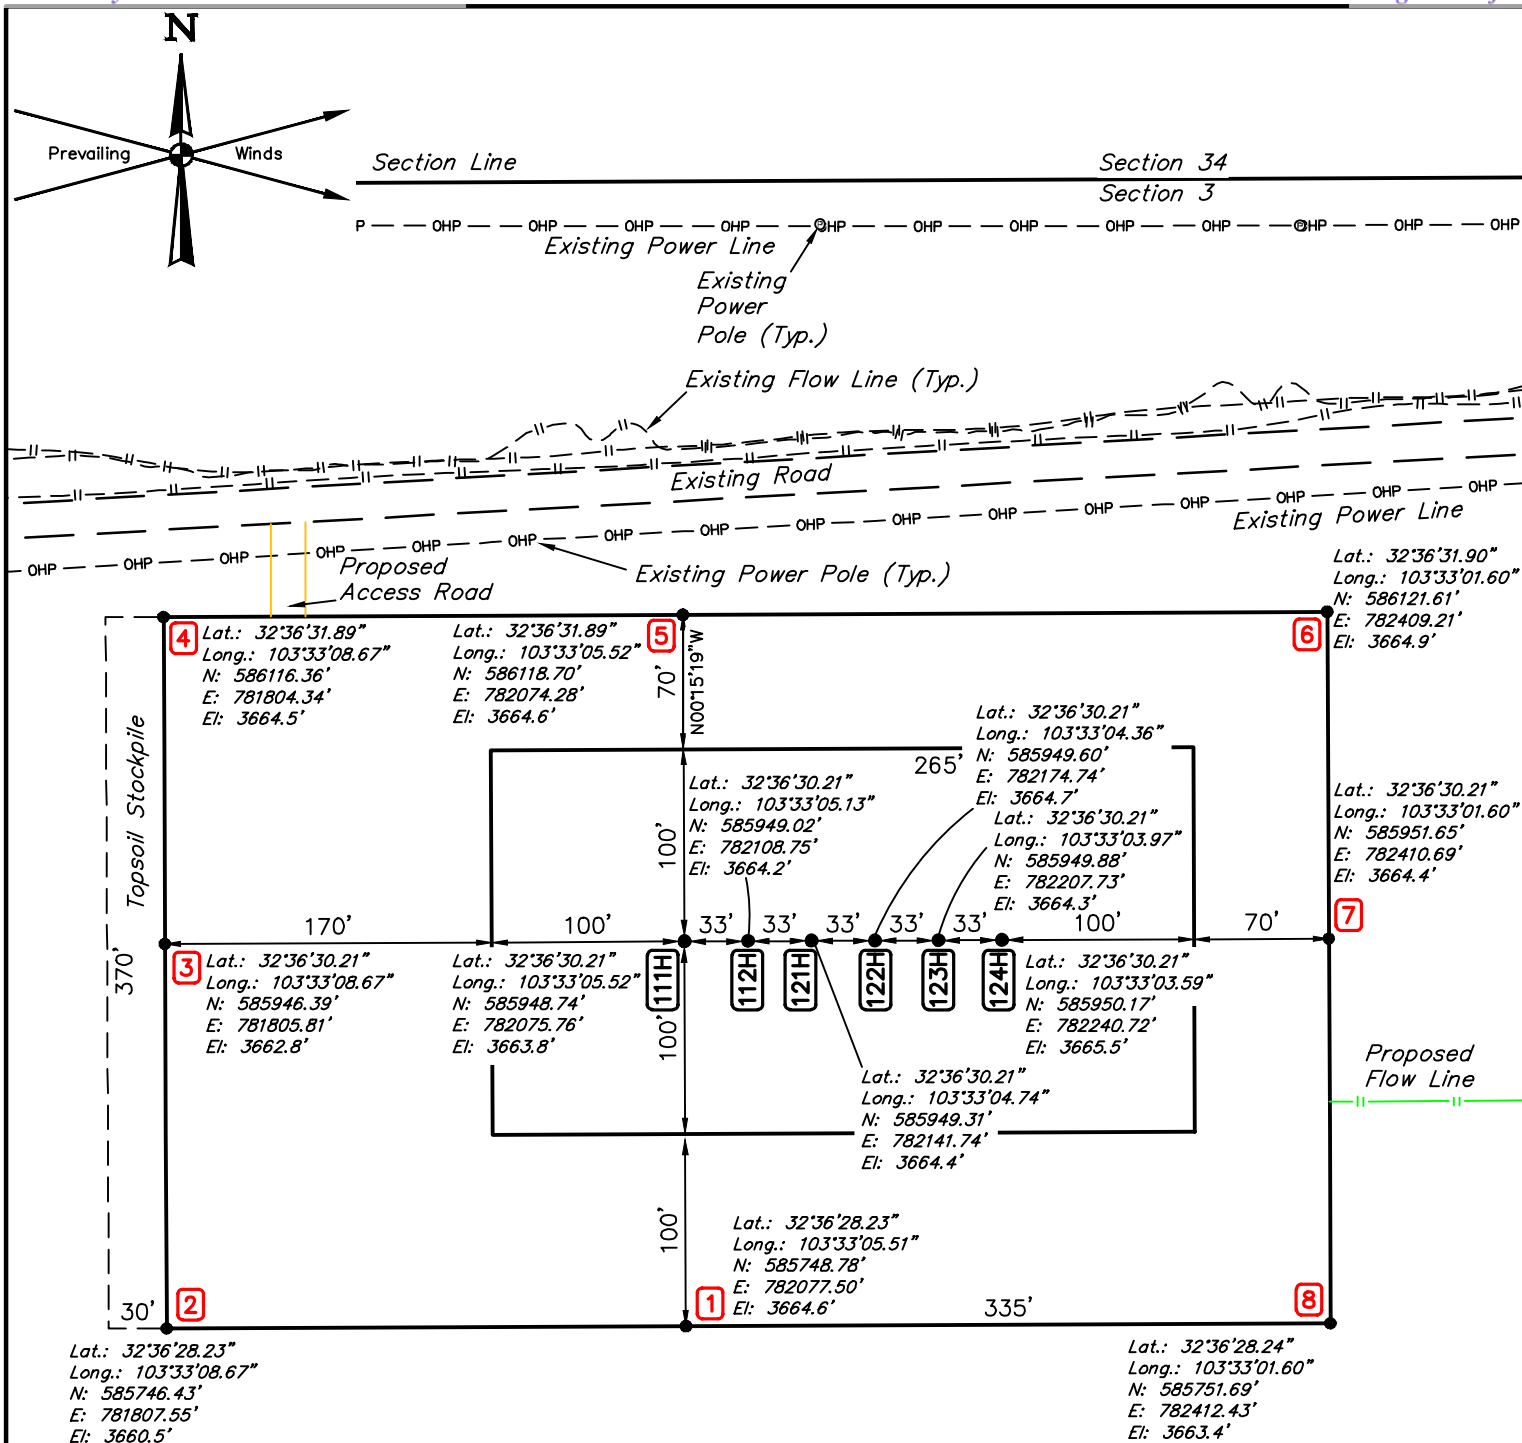 N
Prevailing
Winds
Section Line
Section 34
Section 3
P OHP OHP OHP OHP OHP OHP OHP OHP OHP OHP OHP OHP
Existing Power Line
Existing
Power
Pole (Typ.)
Existing Flow Line (Typ.)
Existing Road
OHP OHP OHP OHP OHP OHP OHP OHP OHP OHP OHP OHP OHP OHP OHP OHP
Existing Power Line
Proposed
Access Road
Existing Power Pole (Typ.)
Lat.: 32°36'31.90"
Long.: 103°33'01.60"
N: 586121.61'
E: 782409.21'
El: 3664.9'
4
Lat.: 32°36'31.89"
Long.: 103°33'08.67"
N: 586116.36'
E: 781804.34'
El: 3664.5'
5
Lat.: 32°36'31.89"
Long.: 103°33'05.52"
N: 586118.70'
E: 782074.28'
El: 3664.6'
6
70'
N00°15'19"W
Topsoil Stockpile
265'
Lat.: 32°36'30.21"
Long.: 103°33'04.36"
N: 585949.60'
E: 782174.74'
El: 3664.7'
Lat.: 32°36'30.21"
Long.: 103°33'05.13"
N: 585949.02'
E: 782108.75'
El: 3664.2'
Lat.: 32°36'30.21"
Long.: 103°33'03.97"
N: 585949.88'
E: 782207.73'
El: 3664.3'
Lat.: 32°36'30.21"
Long.: 103°33'01.60"
N: 585951.65'
E: 782410.69'
El: 3664.4'
100'
170'
100'
33'
33'
33'
33'
33'
100'
70'
7
3
370'
Lat.: 32°36'30.21"
Long.: 103°33'08.67"
N: 585946.39'
E: 781805.81'
El: 3662.8'
Lat.: 32°36'30.21"
Long.: 103°33'05.52"
N: 585948.74'
E: 782075.76'
El: 3663.8'
111H
112H
121H
122H
123H
124H
Lat.: 32°36'30.21"
Long.: 103°33'03.59"
N: 585950.17'
E: 782240.72'
El: 3665.5'
100'
Lat.: 32°36'30.21"
Long.: 103°33'04.74"
N: 585949.31'
E: 782141.74'
El: 3664.4'
Proposed
Flow Line
100'
Lat.: 32°36'28.23"
Long.: 103°33'05.51"
N: 585748.78'
E: 782077.50'
El: 3664.6'
30'
2
1
335'
8
Lat.: 32°36'28.23"
Long.: 103°33'08.67"
N: 585746.43'
E: 781807.55'
El: 3660.5'
Lat.: 32°36'28.24"
Long.: 103°33'01.60"
N: 585751.69'
E: 782412.43'
El: 3663.4'